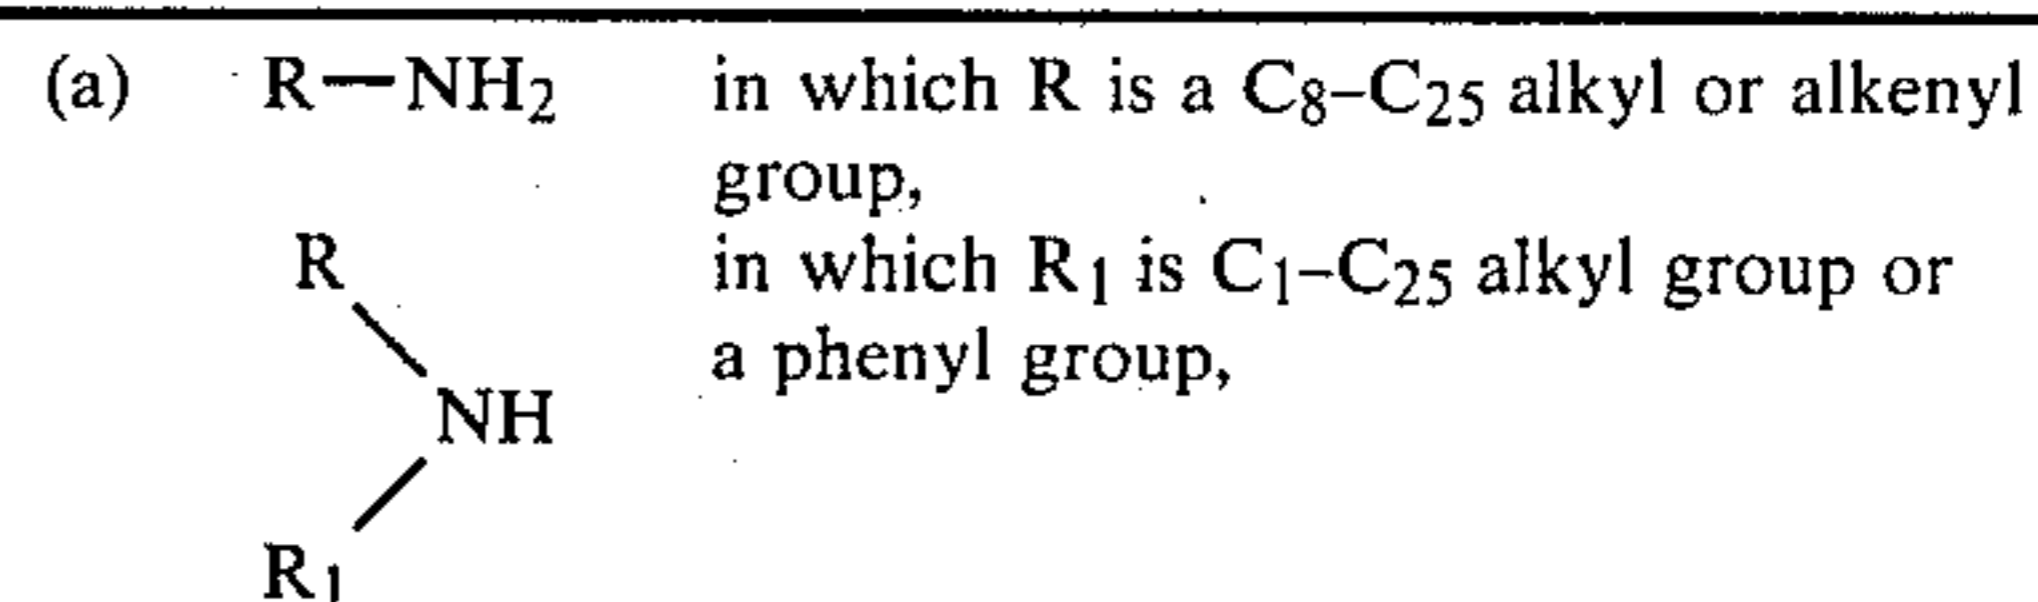 (a) R—NH2 in which R is a C8–C25 alkyl or alkenyl
group,
R in which R1 is C1–C25 alkyl group or
a phenyl group,
NH
R1